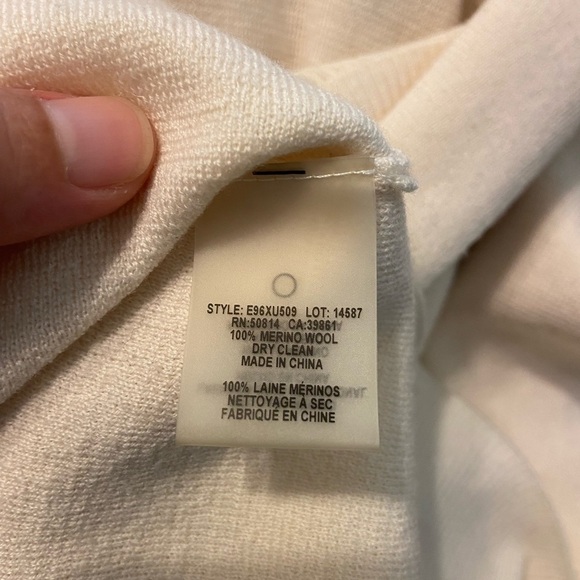 STYLE: E96XU509 LOT: 14587
RN:50814 CA:39861
100% MERINO WOOL
DRY CLEAN
MADE IN CHINA
100% LAINE MÉRINOS
NETTOYAGE À SEC
FABRIQUÉ EN CHINE